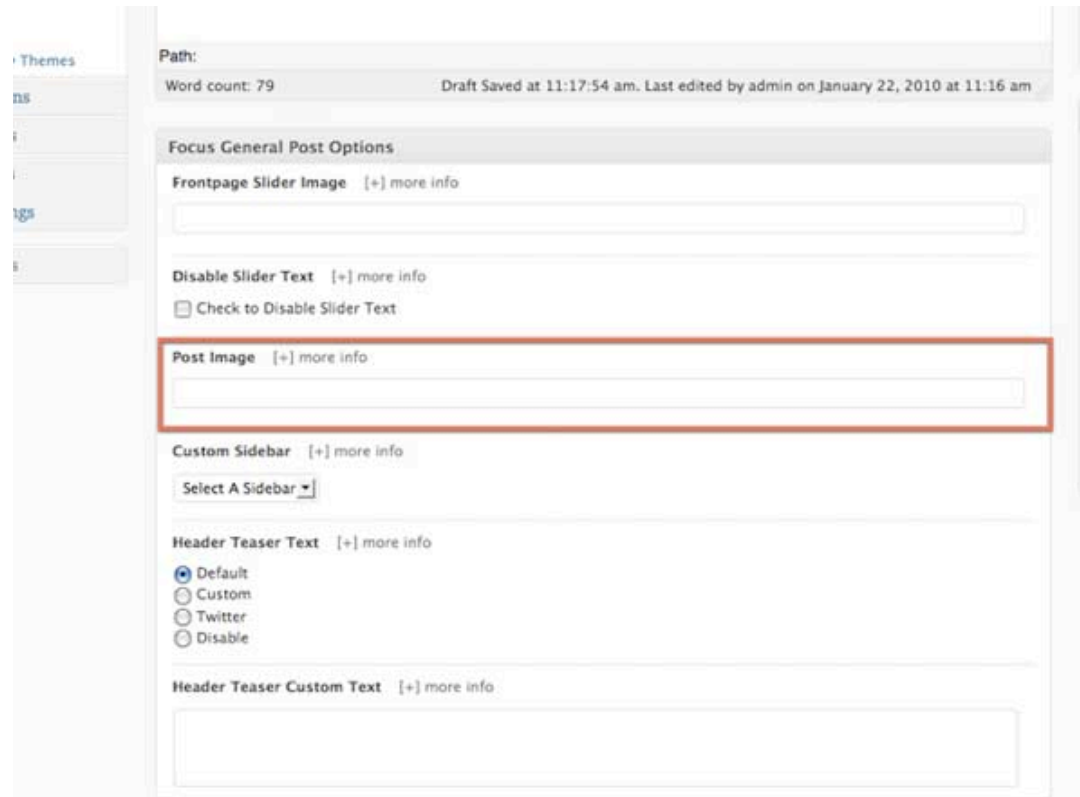 Themes
Path:
ns
Word count: 79 Draft Saved at 11:17:54 am. Last edited by admin on January 22, 2010 at 11:16 am
s
Focus General Post Options
Frontpage Slider Image [+] more info
ngs
s
Disable Slider Text [+] more info
Check to Disable Slider Text
Post Image [+] more info
Custom Sidebar [+] more info
Select A Sidebar
Header Teaser Text [+] more info
Default
Custom
Twitter
Disable
Header Teaser Custom Text [+] more info